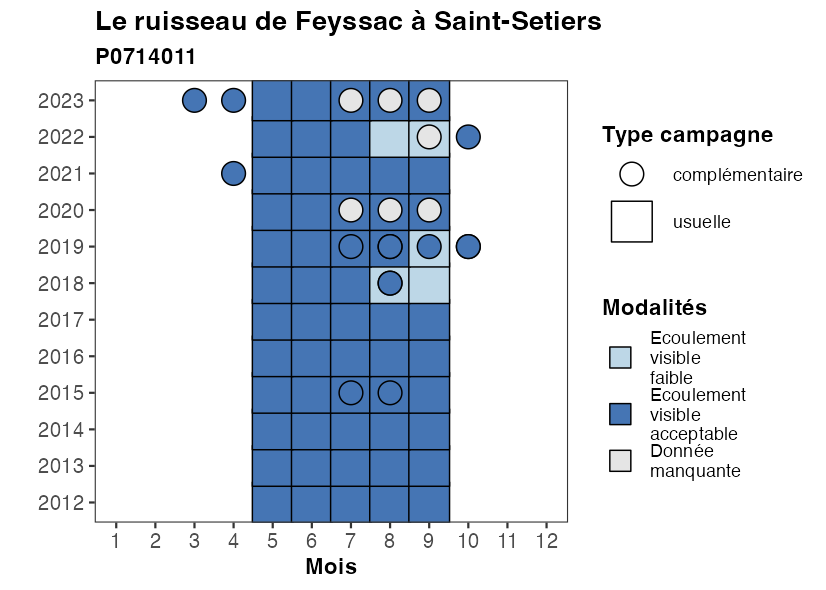 Le ruisseau de Feyssac à Saint-Setiers
P0714011
2023
2022
2021
2020
2019
2018
2017
2016
2015
2014
2013
2012
1 2 3 4 5 6 7 8 9 10 11 12
Mois
Type campagne
complémentaire
usuelle
Modalités
Ecoulement
visible
faible
Ecoulement
visible
acceptable
Donnée
manquante